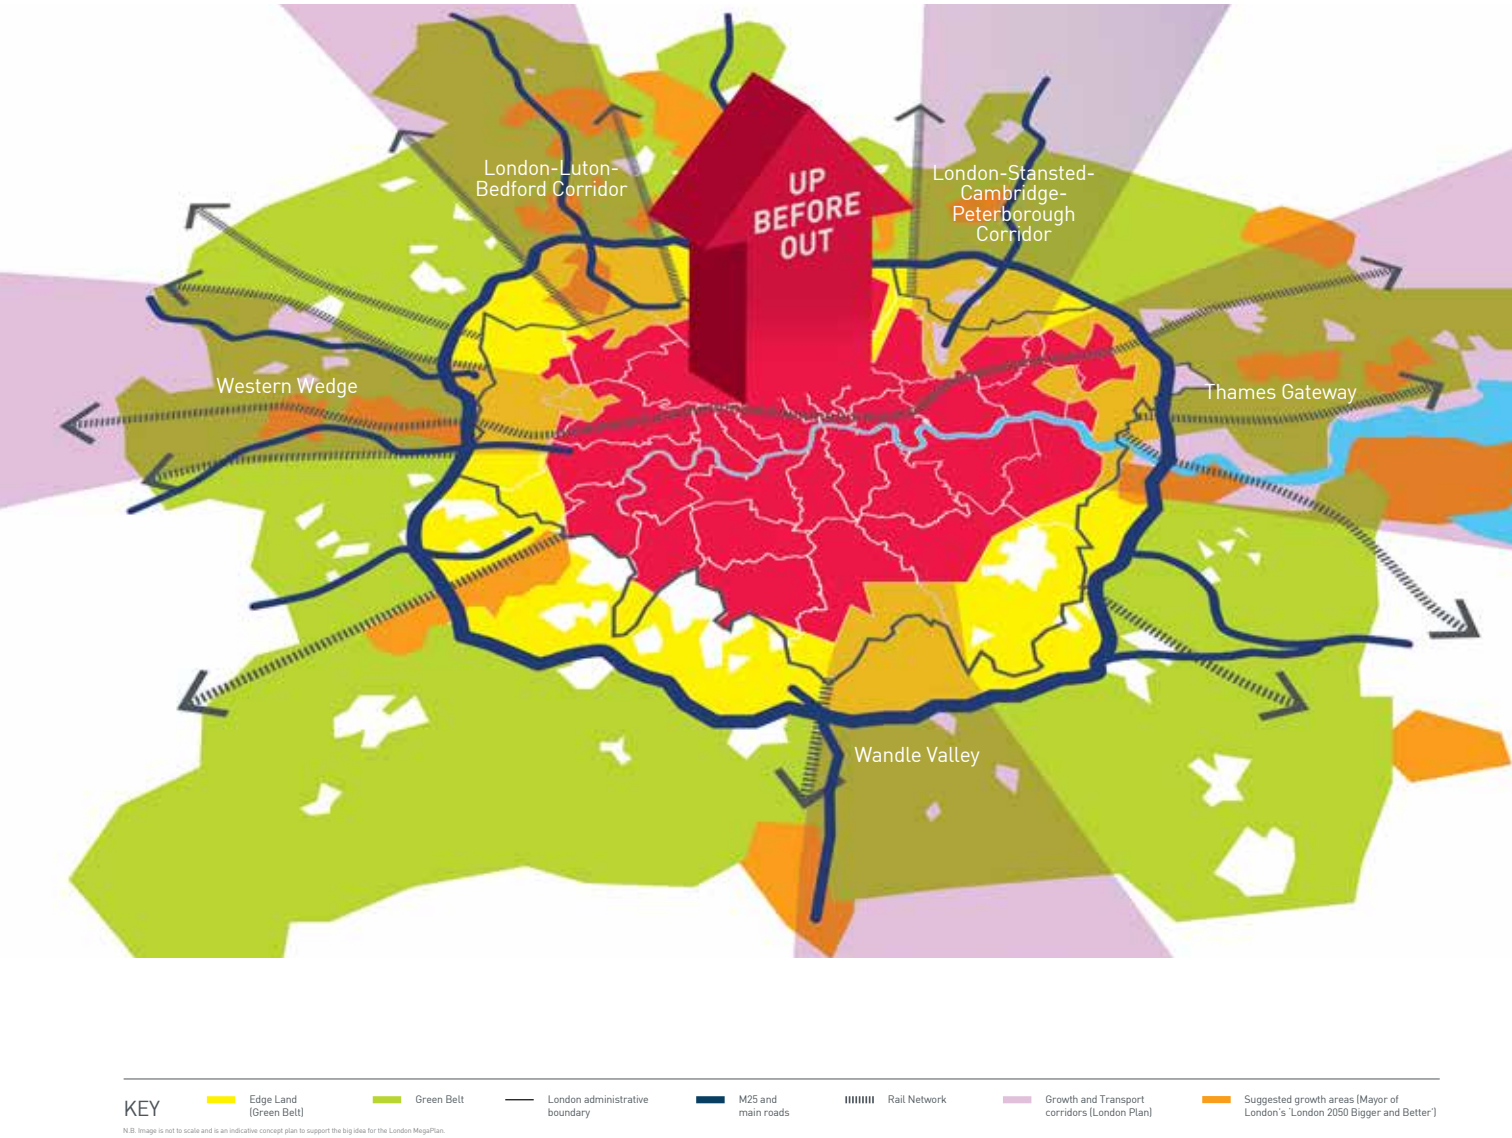 London-Luton-
Bedford Corridor
UP
BEFORE
OUT
London-Stansted-
Cambridge-
Peterborough
Corridor
Western Wedge
Thames Gateway
Wandle Valley
KEY
Edge Land
(Green Belt)
Green Belt
London administrative
boundary
M25 and
main roads
Rail Network
Growth and Transport
corridors (London Plan)
Suggested growth areas (Mayor of
London's 'London 2050 Bigger and Better')
N.B. Image is not to scale and is an indicative concept plan to support the big idea for the London MegaPlan.